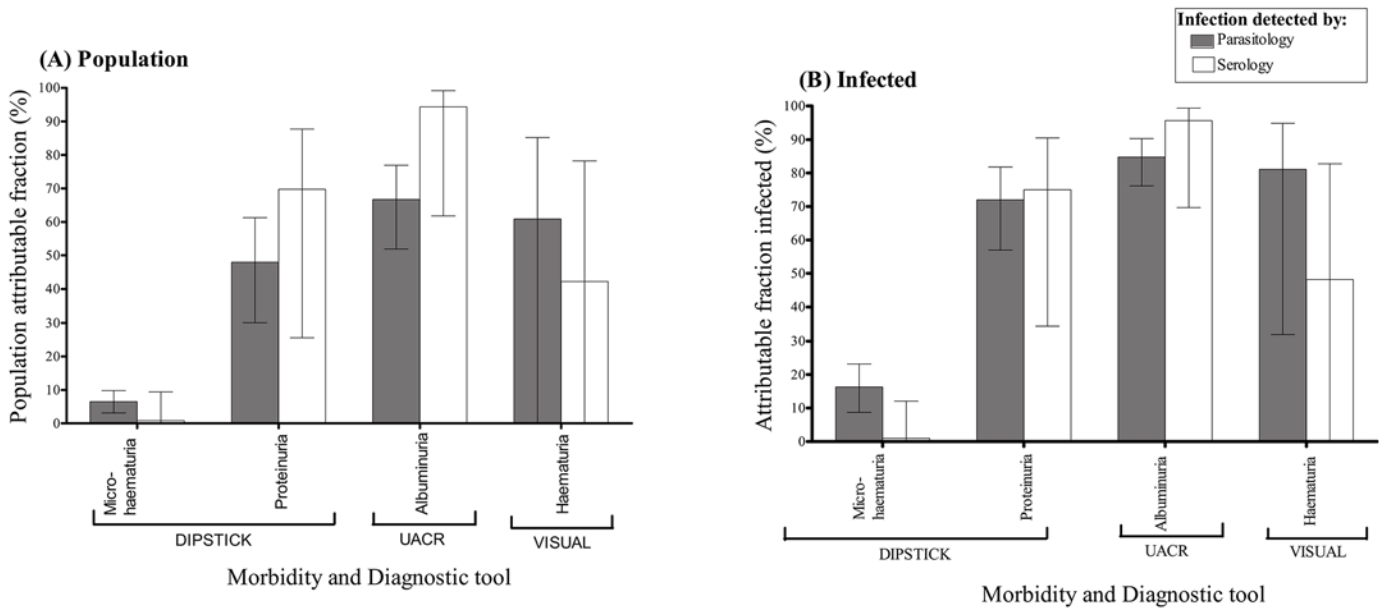 (A) Population
Population attributable fraction (%)
100
90
80
70
60
50
40
30
20
10
0
Micro-
haematuria
Proteinuria
Albuminuria
Haematuria
DIPSTICK
UACR
VISUAL
Morbidity and Diagnostic tool
Infection detected by:
Parasitology
Serology
(B) Infected
Attributable fraction infected (%)
100
90
80
70
60
50
40
30
20
10
0
Micro-
haematuria
Proteinuria
Albuminuria
Haematuria
DIPSTICK
UACR
VISUAL
Morbidity and Diagnostic tool